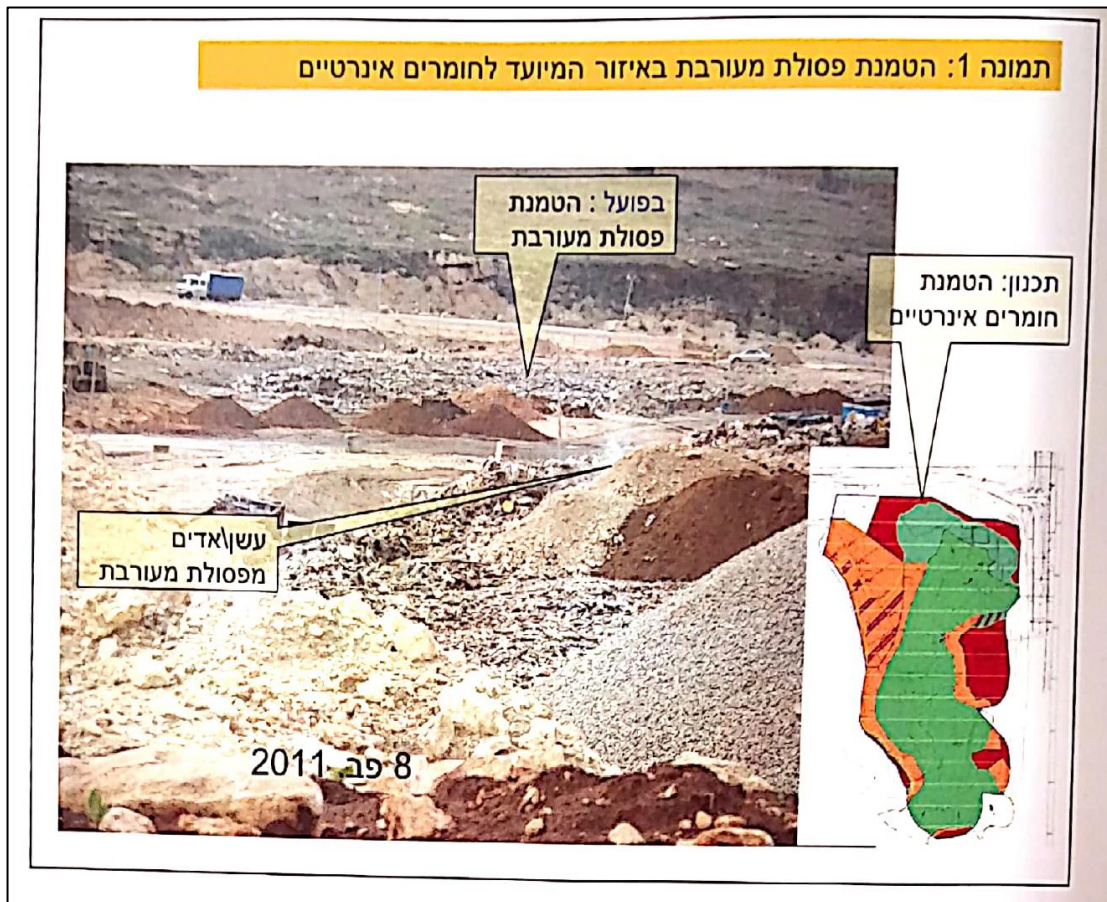 תמונה 1: הטמנת פסולת מעורבת באיזור המיועד לחומרים אינרטיים
בפועל : הטמנת
פסולת מעורבת
תכנון: הטמנת
חומרים אינרטיים
עשן\אדים
מפסולת מעורבת
8 פב 2011